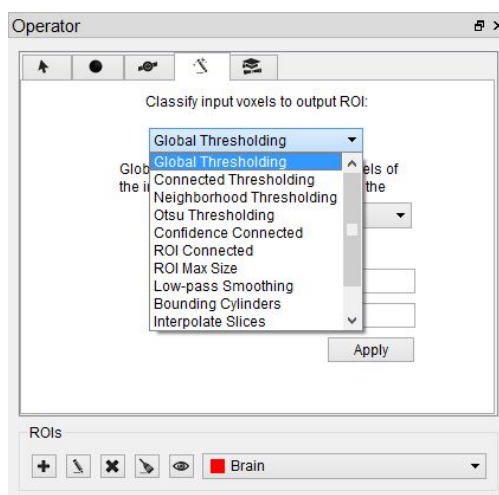 Operator
Classify input voxels to output ROI:
Global Thresholding
Global Thresholding
Connected Thresholding
Neighborhood Thresholding
Otsu Thresholding
Confidence Connected
ROI Connected
ROI Max Size
Low-pass Smoothing
Bounding Cylinders
Interpolate Slices
Glob els of
the i the
Apply
ROIs
Brain